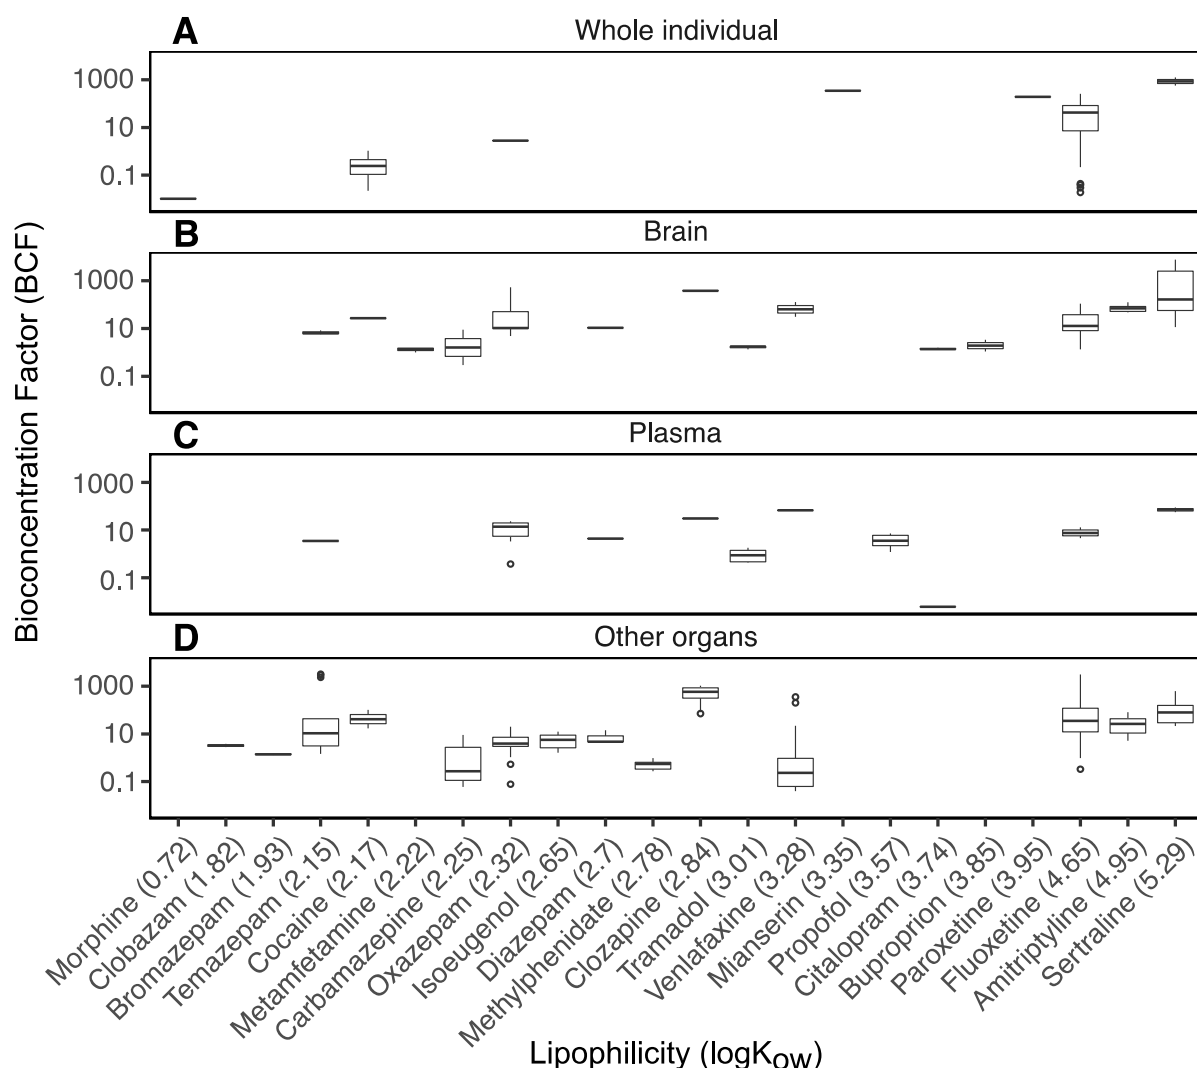 A Whole individual
1000
10
0.1
B Brain
1000
10
0.1
C Plasma
1000
10
0.1
D Other organs
1000
10
0.1
Bioconcentration Factor (BCF)
Morphine (0.72)
Clobazam (1.82)
Bromazepam (1.93)
Temazepam (2.15)
Cocaine (2.17)
Metamfetamine (2.22)
Carbamazepine (2.25)
Oxazepam (2.32)
Isoeugenol (2.65)
Diazepam (2.7)
Methylphenidate (2.78)
Clozapine (2.84)
Tramadol (3.01)
Venlafaxine (3.28)
Mianserin (3.35)
Propofol (3.57)
Citalopram (3.74)
Buproprion (3.85)
Paroxetine (3.95)
Fluoxetine (4.65)
Amitriptyline (4.95)
Sertraline (5.29)
Lipophilicity (logKOW)